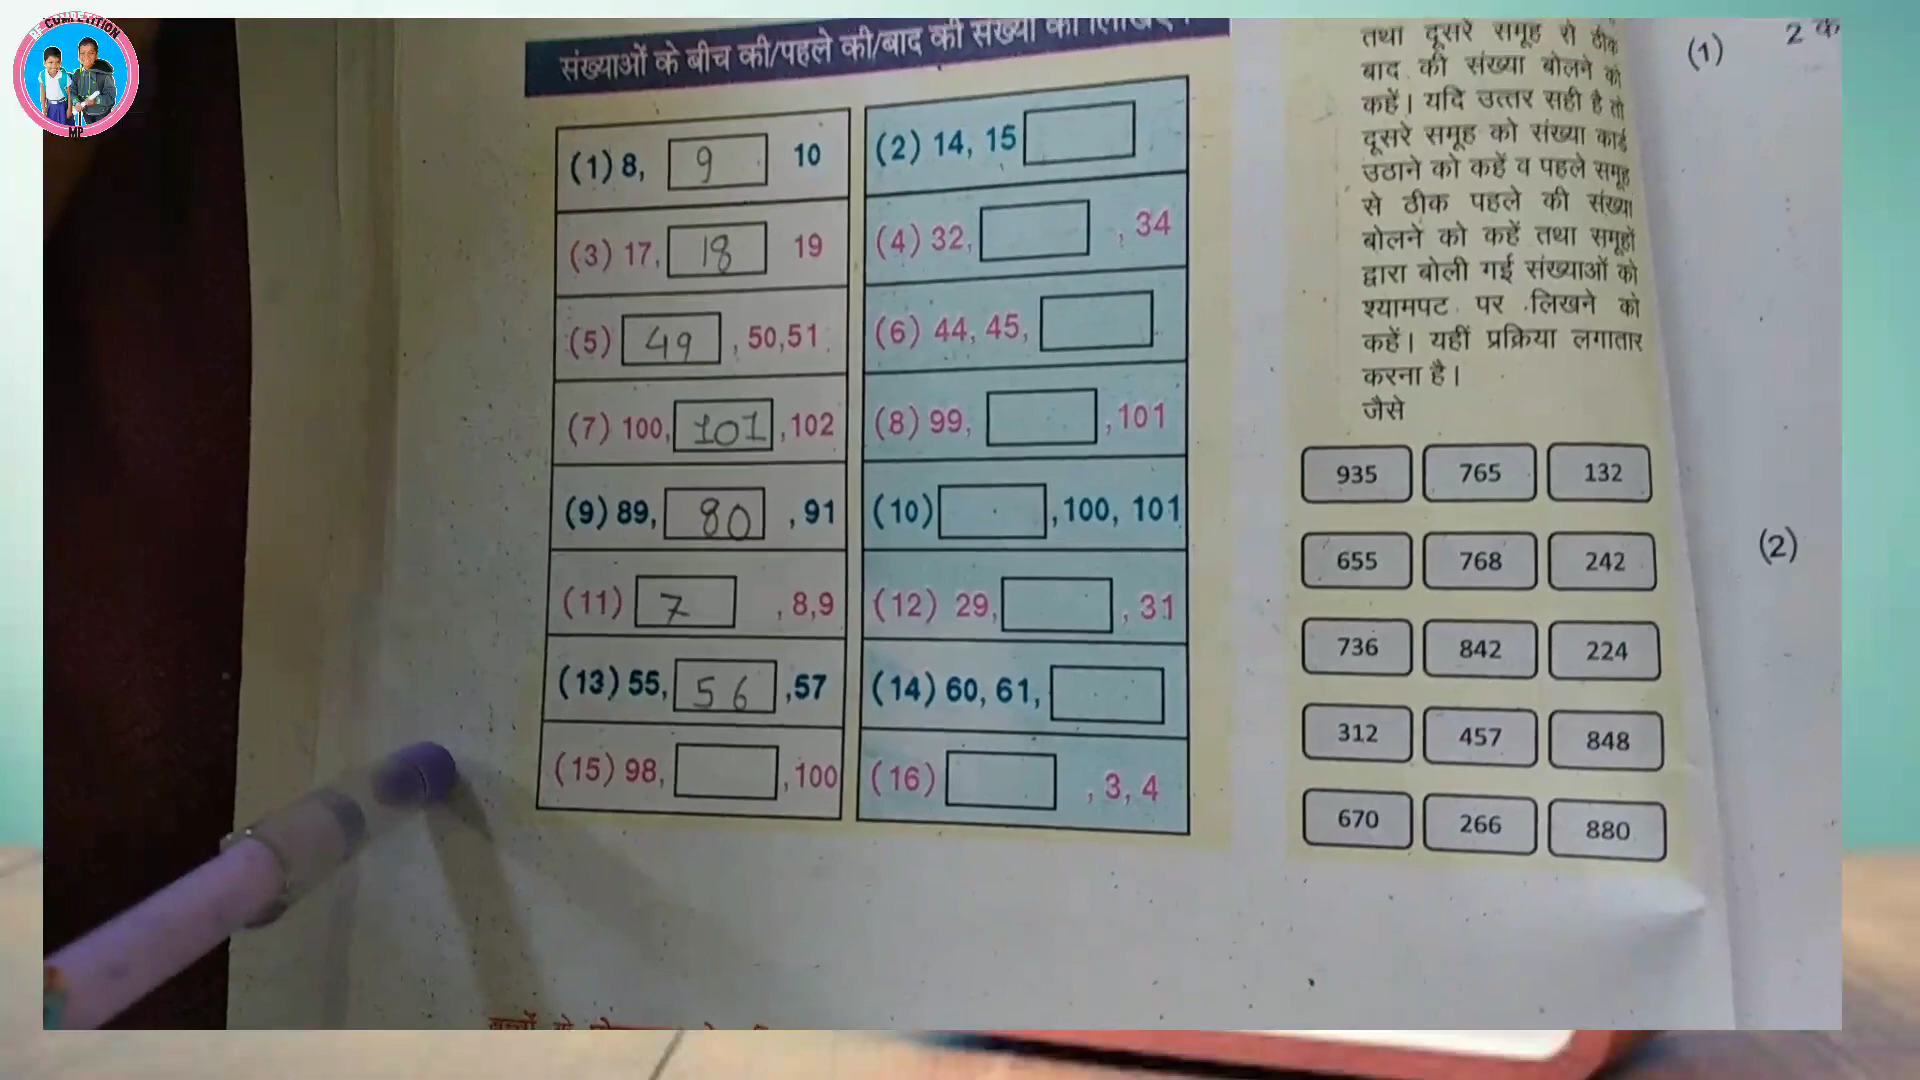 COMPETITION
MP
संख्याओं के बीच की/पहले की/बाद की संख्या को लिखिए।
(1) 8, 9 10
(2) 14, 15
(3) 17, 18 19
(4) 32, , 34
(5) 49 , 50,51
(6) 44, 45,
(7) 100, 101 ,102
(8) 99, ,101
(9) 89, 80 , 91
(10) ,100, 101
(11) 7 , 8,9
(12) 29, , 31
(13) 55, 56 ,57
(14) 60, 61,
(15) 98, ,100
(16) , 3, 4
तथा दूसरे समूह से ठीक
बाद की संख्या बोलने को
कहें। यदि उत्तर सही है तो
दूसरे समूह को संख्या कार्ड
उठाने को कहें व पहले समूह
से ठीक पहले की संख्या
बोलने को कहें तथा समूहों
द्वारा बोली गई संख्याओं को
श्यामपट पर लिखने को
कहें। यहीं प्रक्रिया लगातार
करना है।
जैसे
935 765 132
655 768 242
736 842 224
312 457 848
670 266 880
(1)
2 क
(2)